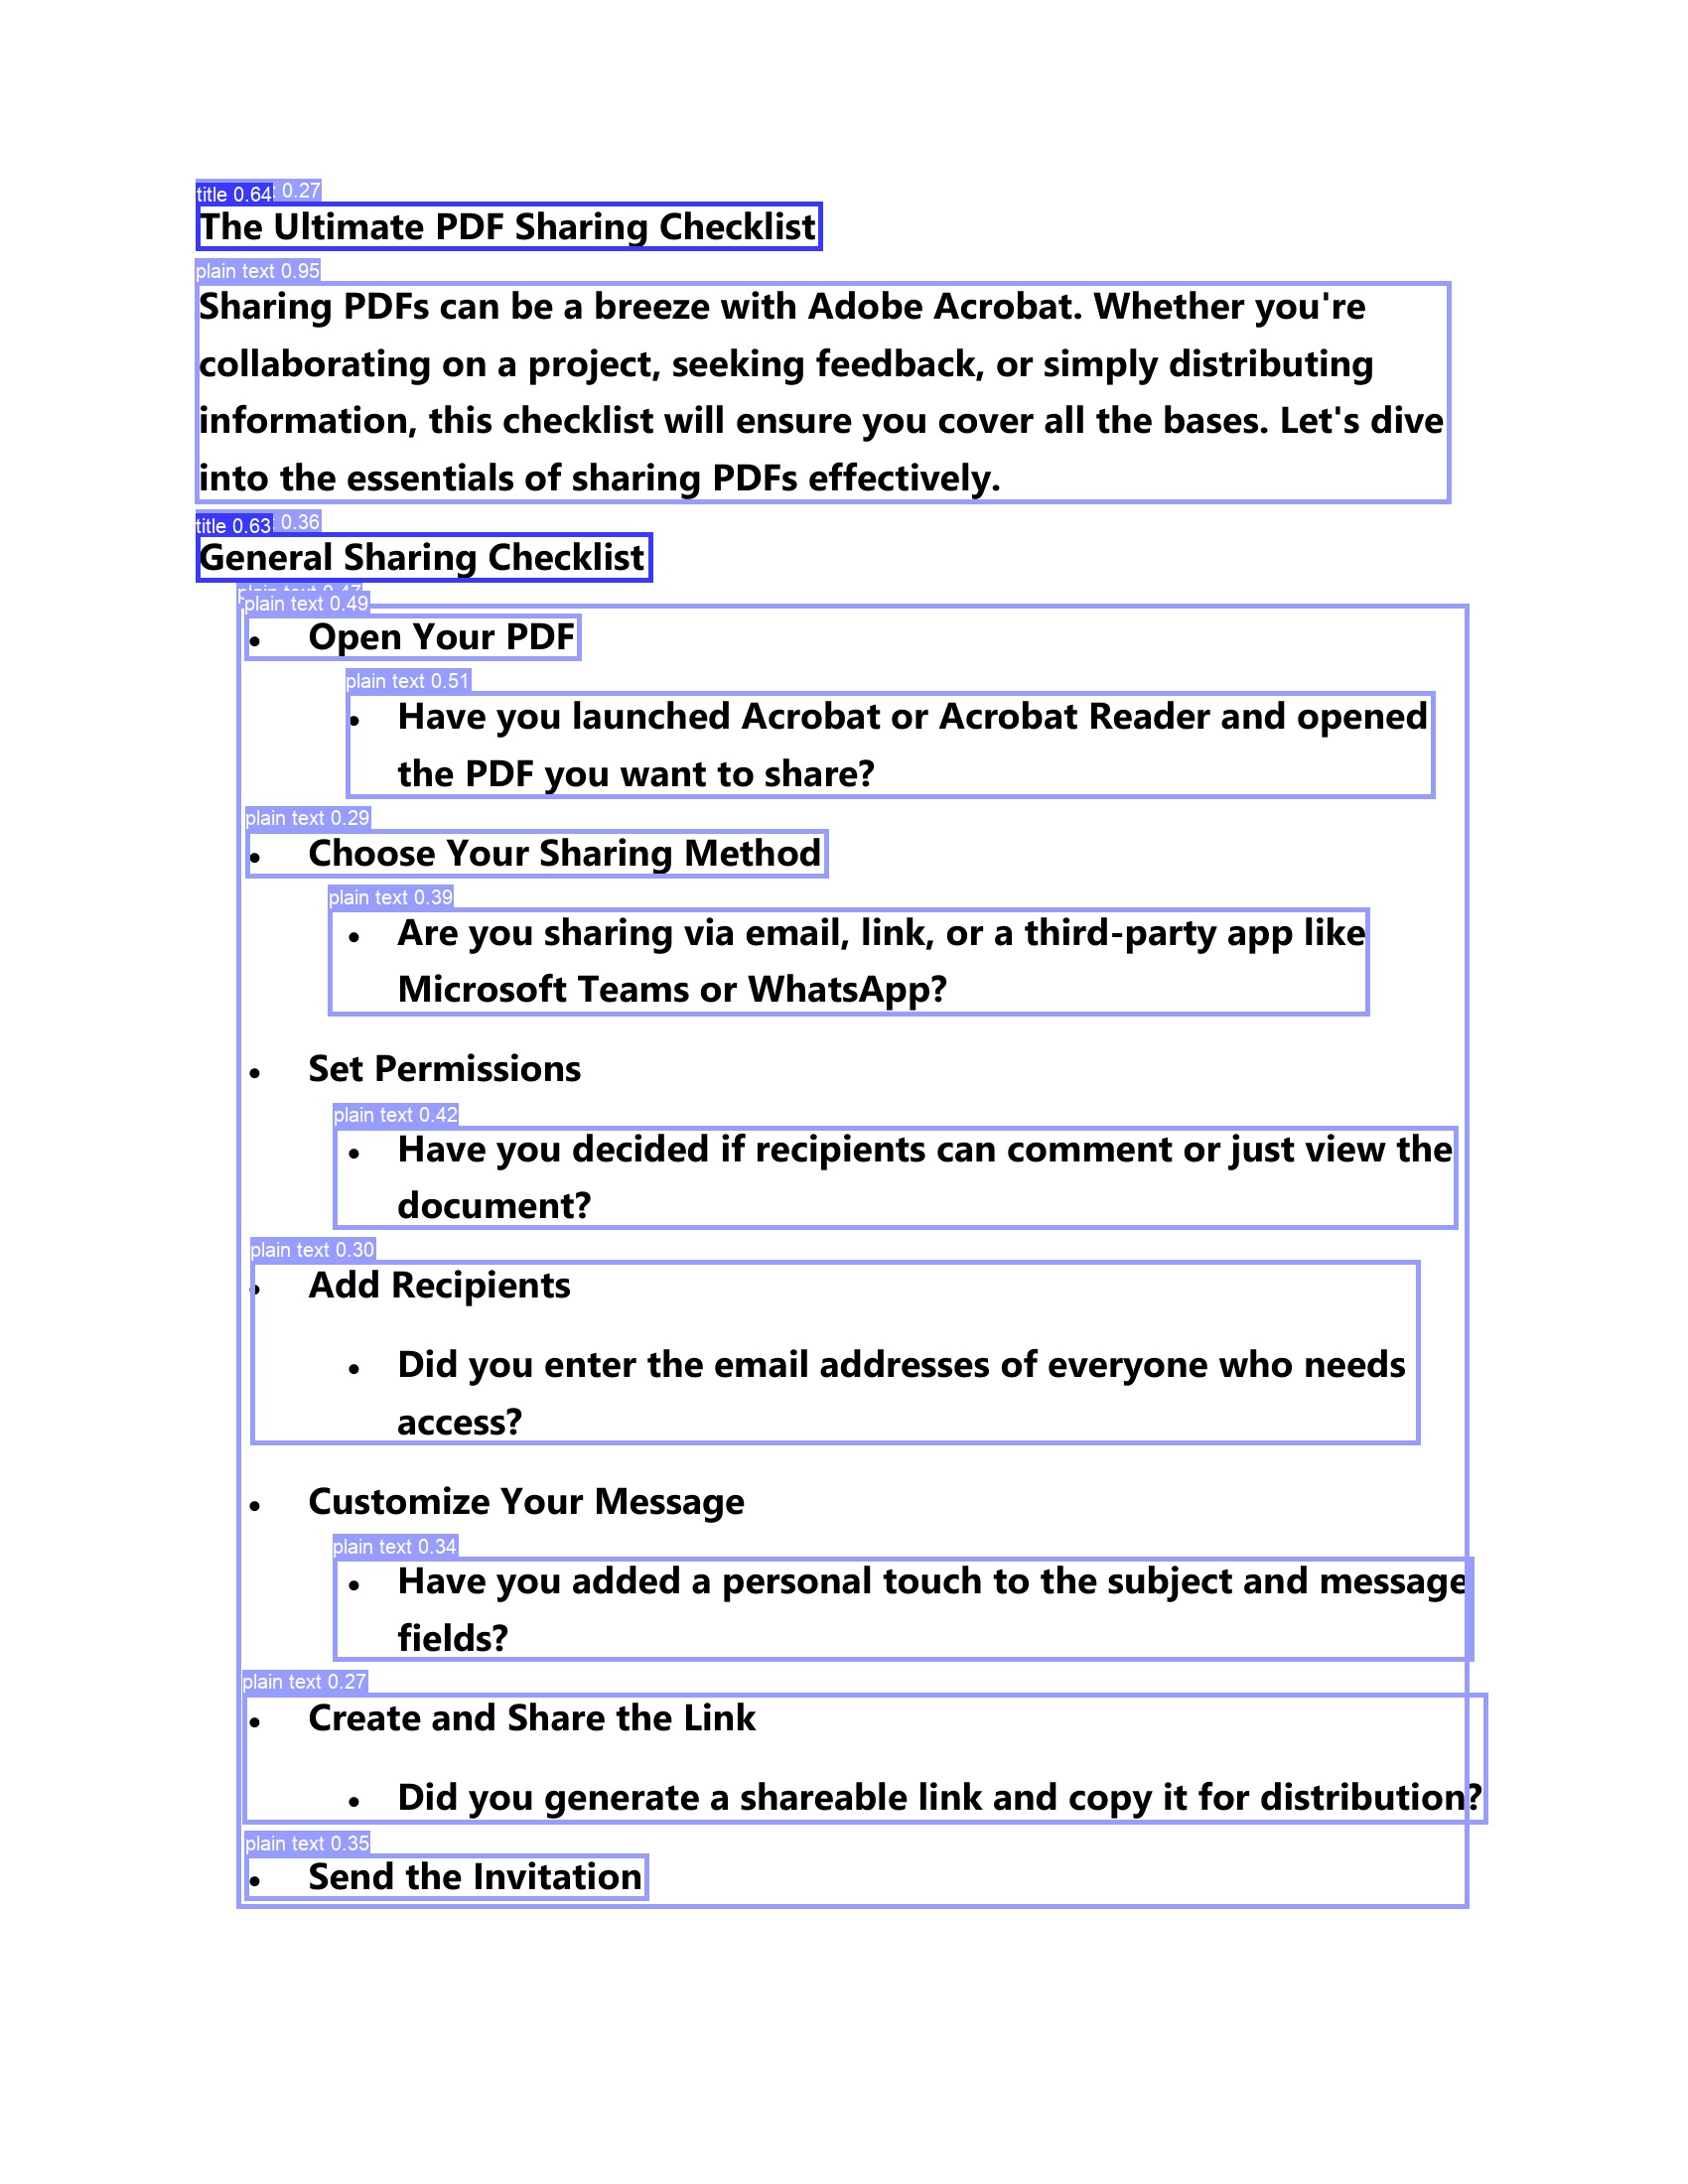 title 0.64 : 0.27
The Ultimate PDF Sharing Checklist
plain text 0.95
Sharing PDFs can be a breeze with Adobe Acrobat. Whether you're
collaborating on a project, seeking feedback, or simply distributing
information, this checklist will ensure you cover all the bases. Let's dive
into the essentials of sharing PDFs effectively.
title 0.63 : 0.36
General Sharing Checklist
plain text 0.47
plain text 0.49
• Open Your PDF
plain text 0.51
• Have you launched Acrobat or Acrobat Reader and opened
the PDF you want to share?
plain text 0.29
• Choose Your Sharing Method
plain text 0.39
• Are you sharing via email, link, or a third-party app like
Microsoft Teams or WhatsApp?
• Set Permissions
plain text 0.42
• Have you decided if recipients can comment or just view the
document?
plain text 0.30
• Add Recipients
• Did you enter the email addresses of everyone who needs
access?
• Customize Your Message
plain text 0.34
• Have you added a personal touch to the subject and message
fields?
plain text 0.27
• Create and Share the Link
• Did you generate a shareable link and copy it for distribution?
plain text 0.35
• Send the Invitation